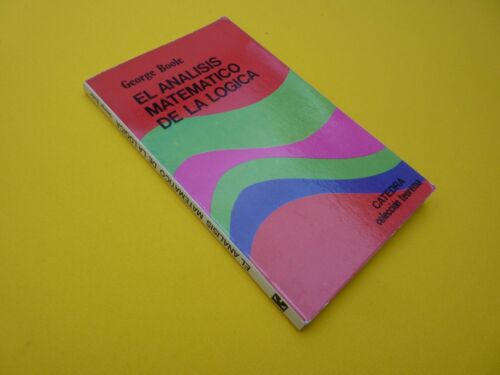 George Boole
EL ANALISIS
MATEMATICO
DE LA LOGICA
CATEDRA
colección teorema
EL ANALISIS MATEMATICO DE LA LOGICA